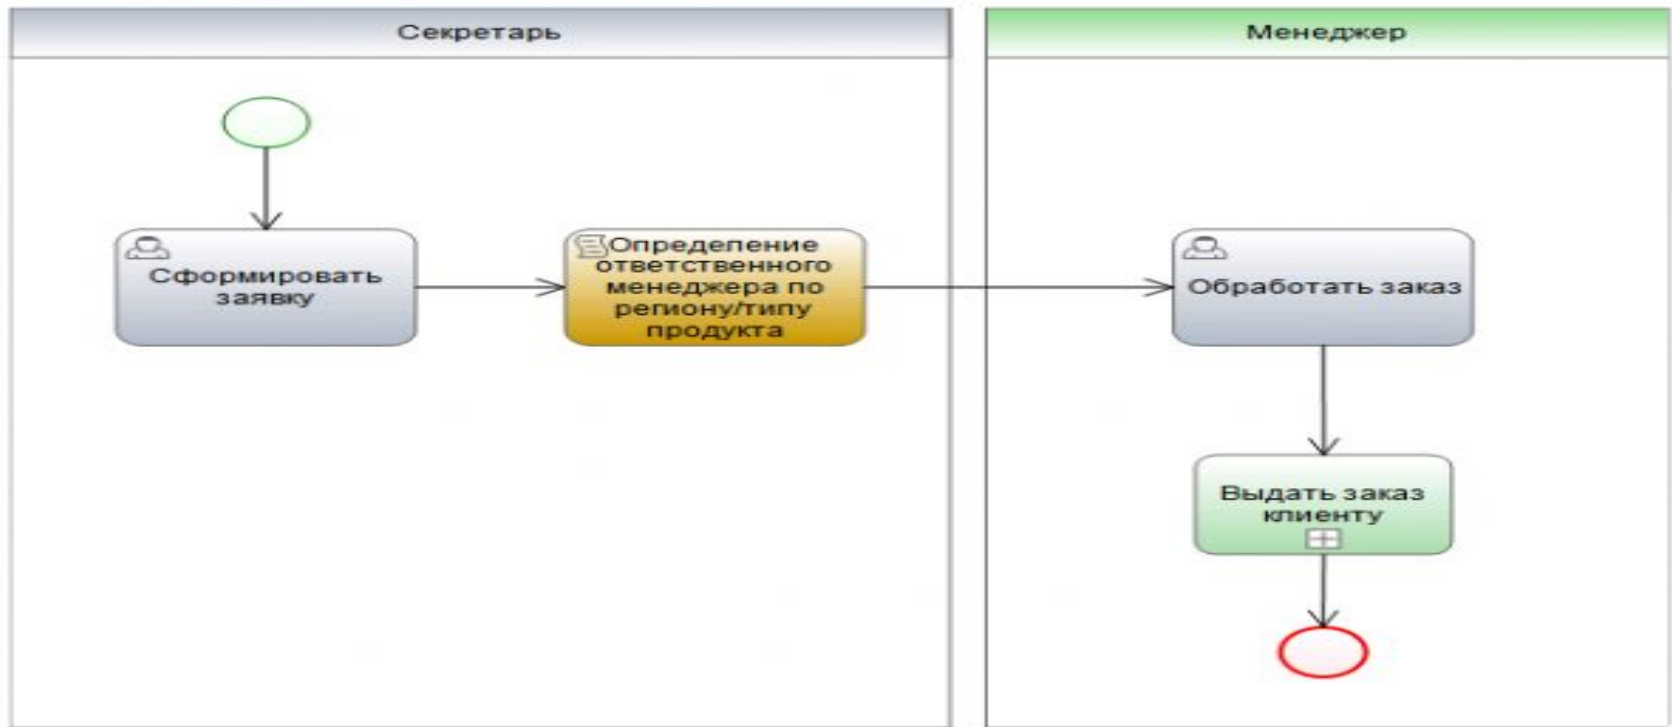 Секретарь
Менеджер
Сформировать
заявку
Определение
ответственного
менеджера по
региону/типу
продукта
Обработать заказ
Выдать заказ
клиенту